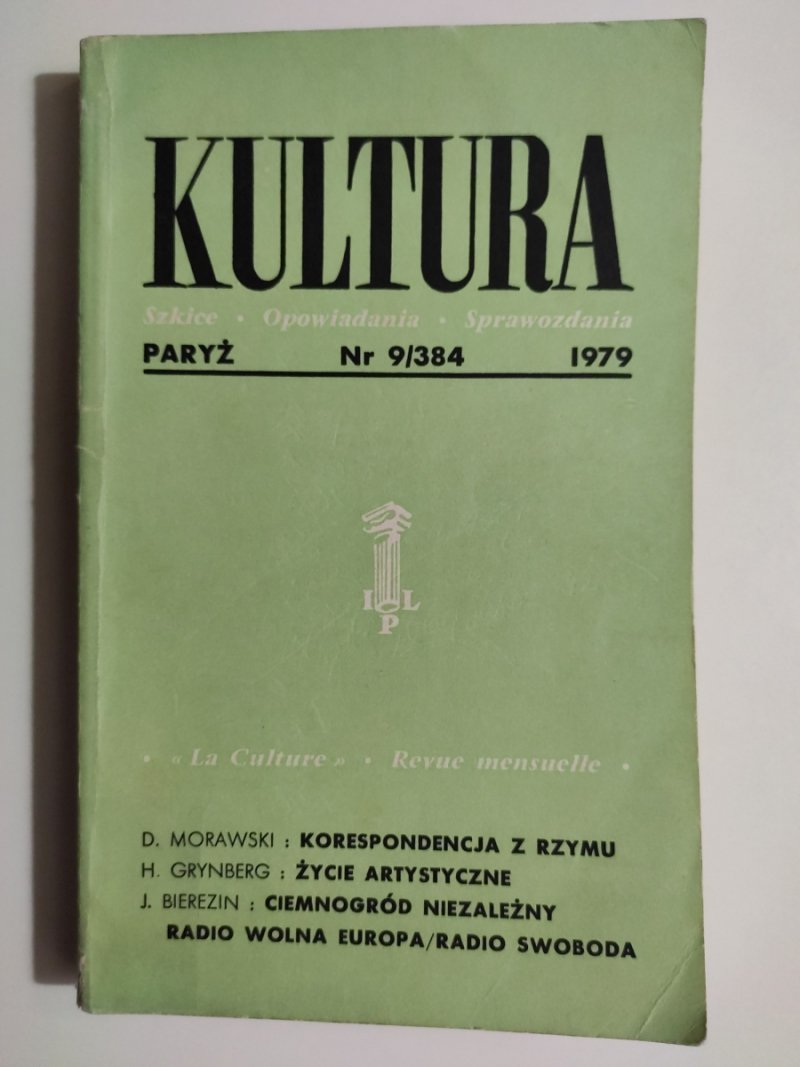 KULTURA
Szkice • Opowiadania • Sprawozdania
PARYŻ Nr 9/384 1979
I L
P
• « La Culture » • Revue mensuelle •
D. MORAWSKI : KORESPONDENCJA Z RZYMU
H. GRYNBERG : ŻYCIE ARTYSTYCZNE
J. BIEREZIN : CIEMNOGRÓD NIEZALEŻNY
RADIO WOLNA EUROPA/RADIO SWOBODA